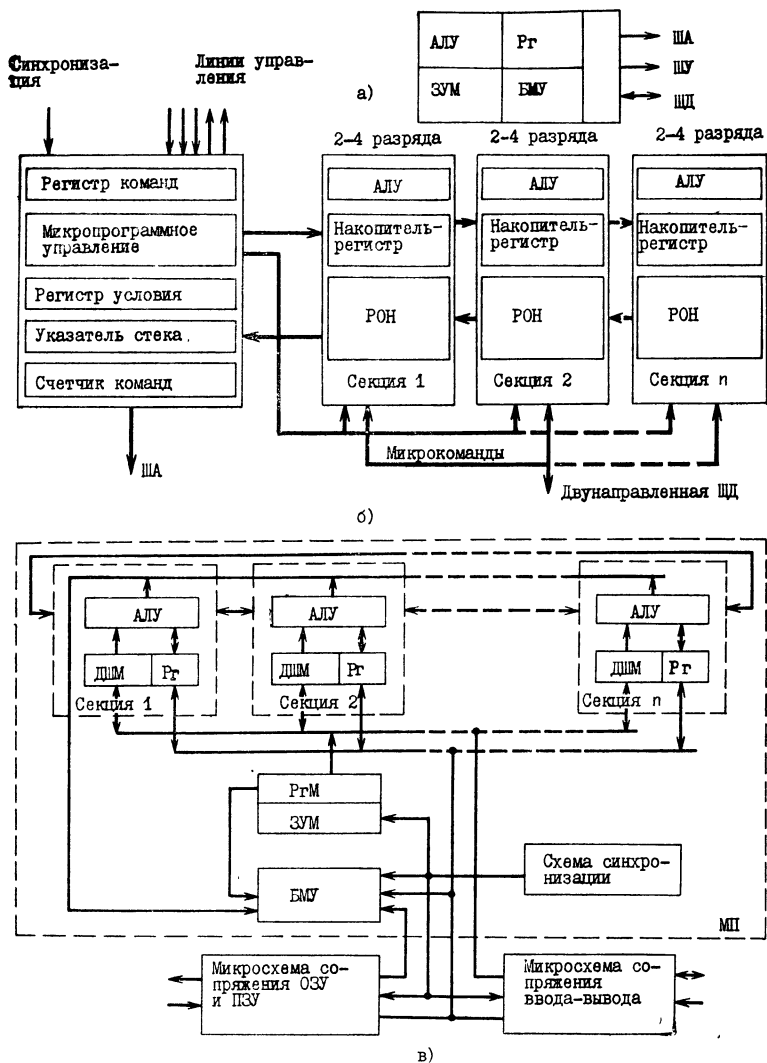 Синхрониза-
ция
Линии управ-
ления
а)
АЛУ
Рг
ЗУМ
БМУ
ША
ШУ
ЩД
2-4 разряда
2-4 разряда
2-4 разряда
Регистр команд
Микропрограммное
управление
Регистр условия
Указатель стека
Счетчик команд
АЛУ
Накопитель-
регистр
РОН
Секция 1
АЛУ
Накопитель-
регистр
РОН
Секция 2
АЛУ
Накопитель-
регистр
РОН
Секция n
Микрокоманды
ША
Двунаправленная ЩД
б)
АЛУ
ДШМ
Рг
Секция 1
АЛУ
ДШМ
Рг
Секция 2
АЛУ
ДШМ
Рг
Секция n
РгМ
ЗУМ
БМУ
Схема синхро-
низации
МП
Микросхема со-
пряжения ОЗУ
и ПЗУ
Микросхема со-
пряжения
ввода-вывода
в)